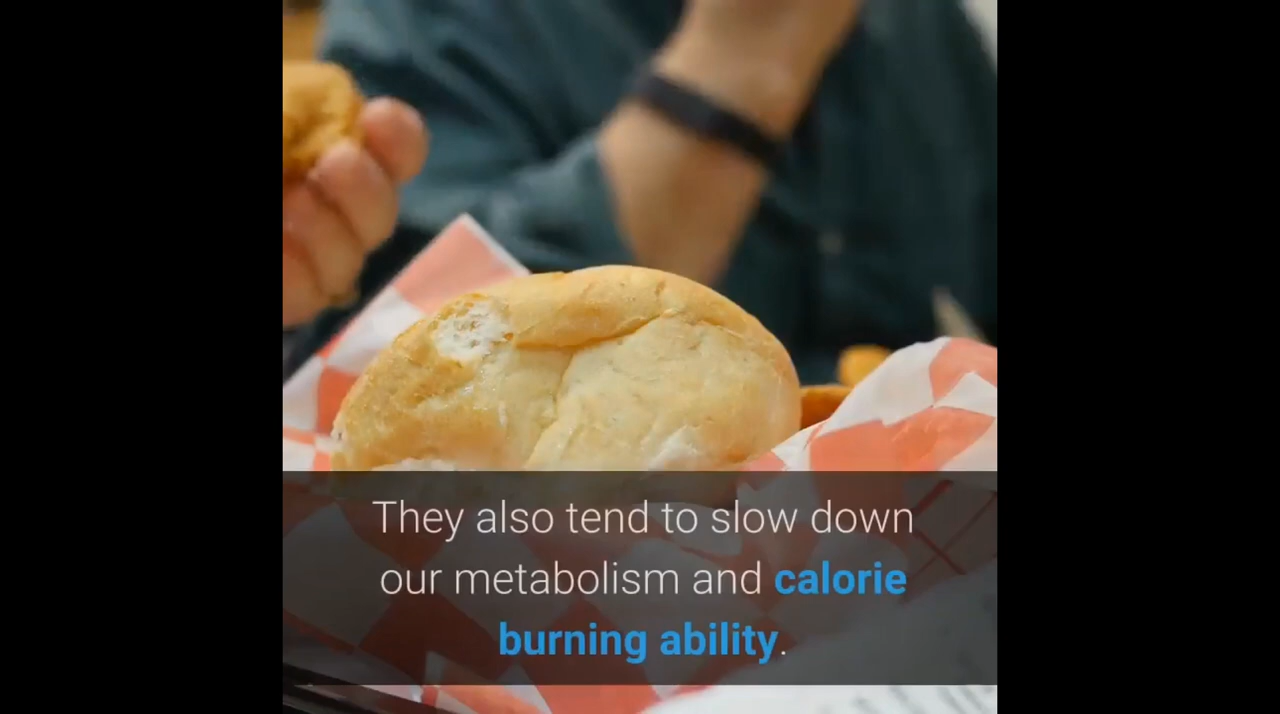 They also tend to slow down
our metabolism and calorie
burning ability.